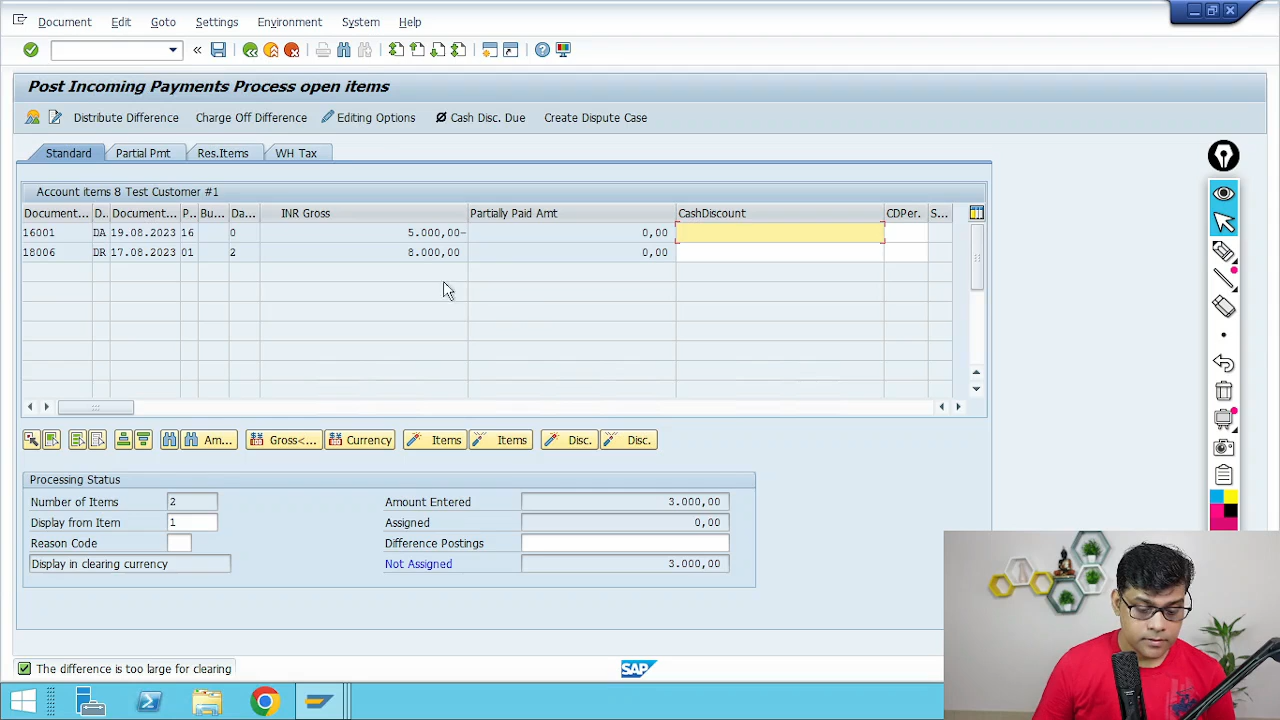 Document Edit Goto Settings Environment System Help
Post Incoming Payments Process open items
Distribute Difference Charge Off Difference Editing Options Cash Disc. Due Create Dispute Case
Standard Partial Pmt Res.Items WH Tax
Account items 8 Test Customer #1
Document... D.. Document... P.. Bu... Da... INR Gross Partially Paid Amt CashDiscount CDPer. S...
16001 DA 19.08.2023 16 0 5.000,00- 0,00
18006 DR 17.08.2023 01 2 8.000,00 0,00
Am... Gross<... Currency Items Items Disc. Disc.
Processing Status
Number of Items 2 Amount Entered 3.000,00
Display from Item 1 Assigned 0,00
Reason Code Difference Postings
Display in clearing currency Not Assigned 3.000,00
The difference is too large for clearing
SAP